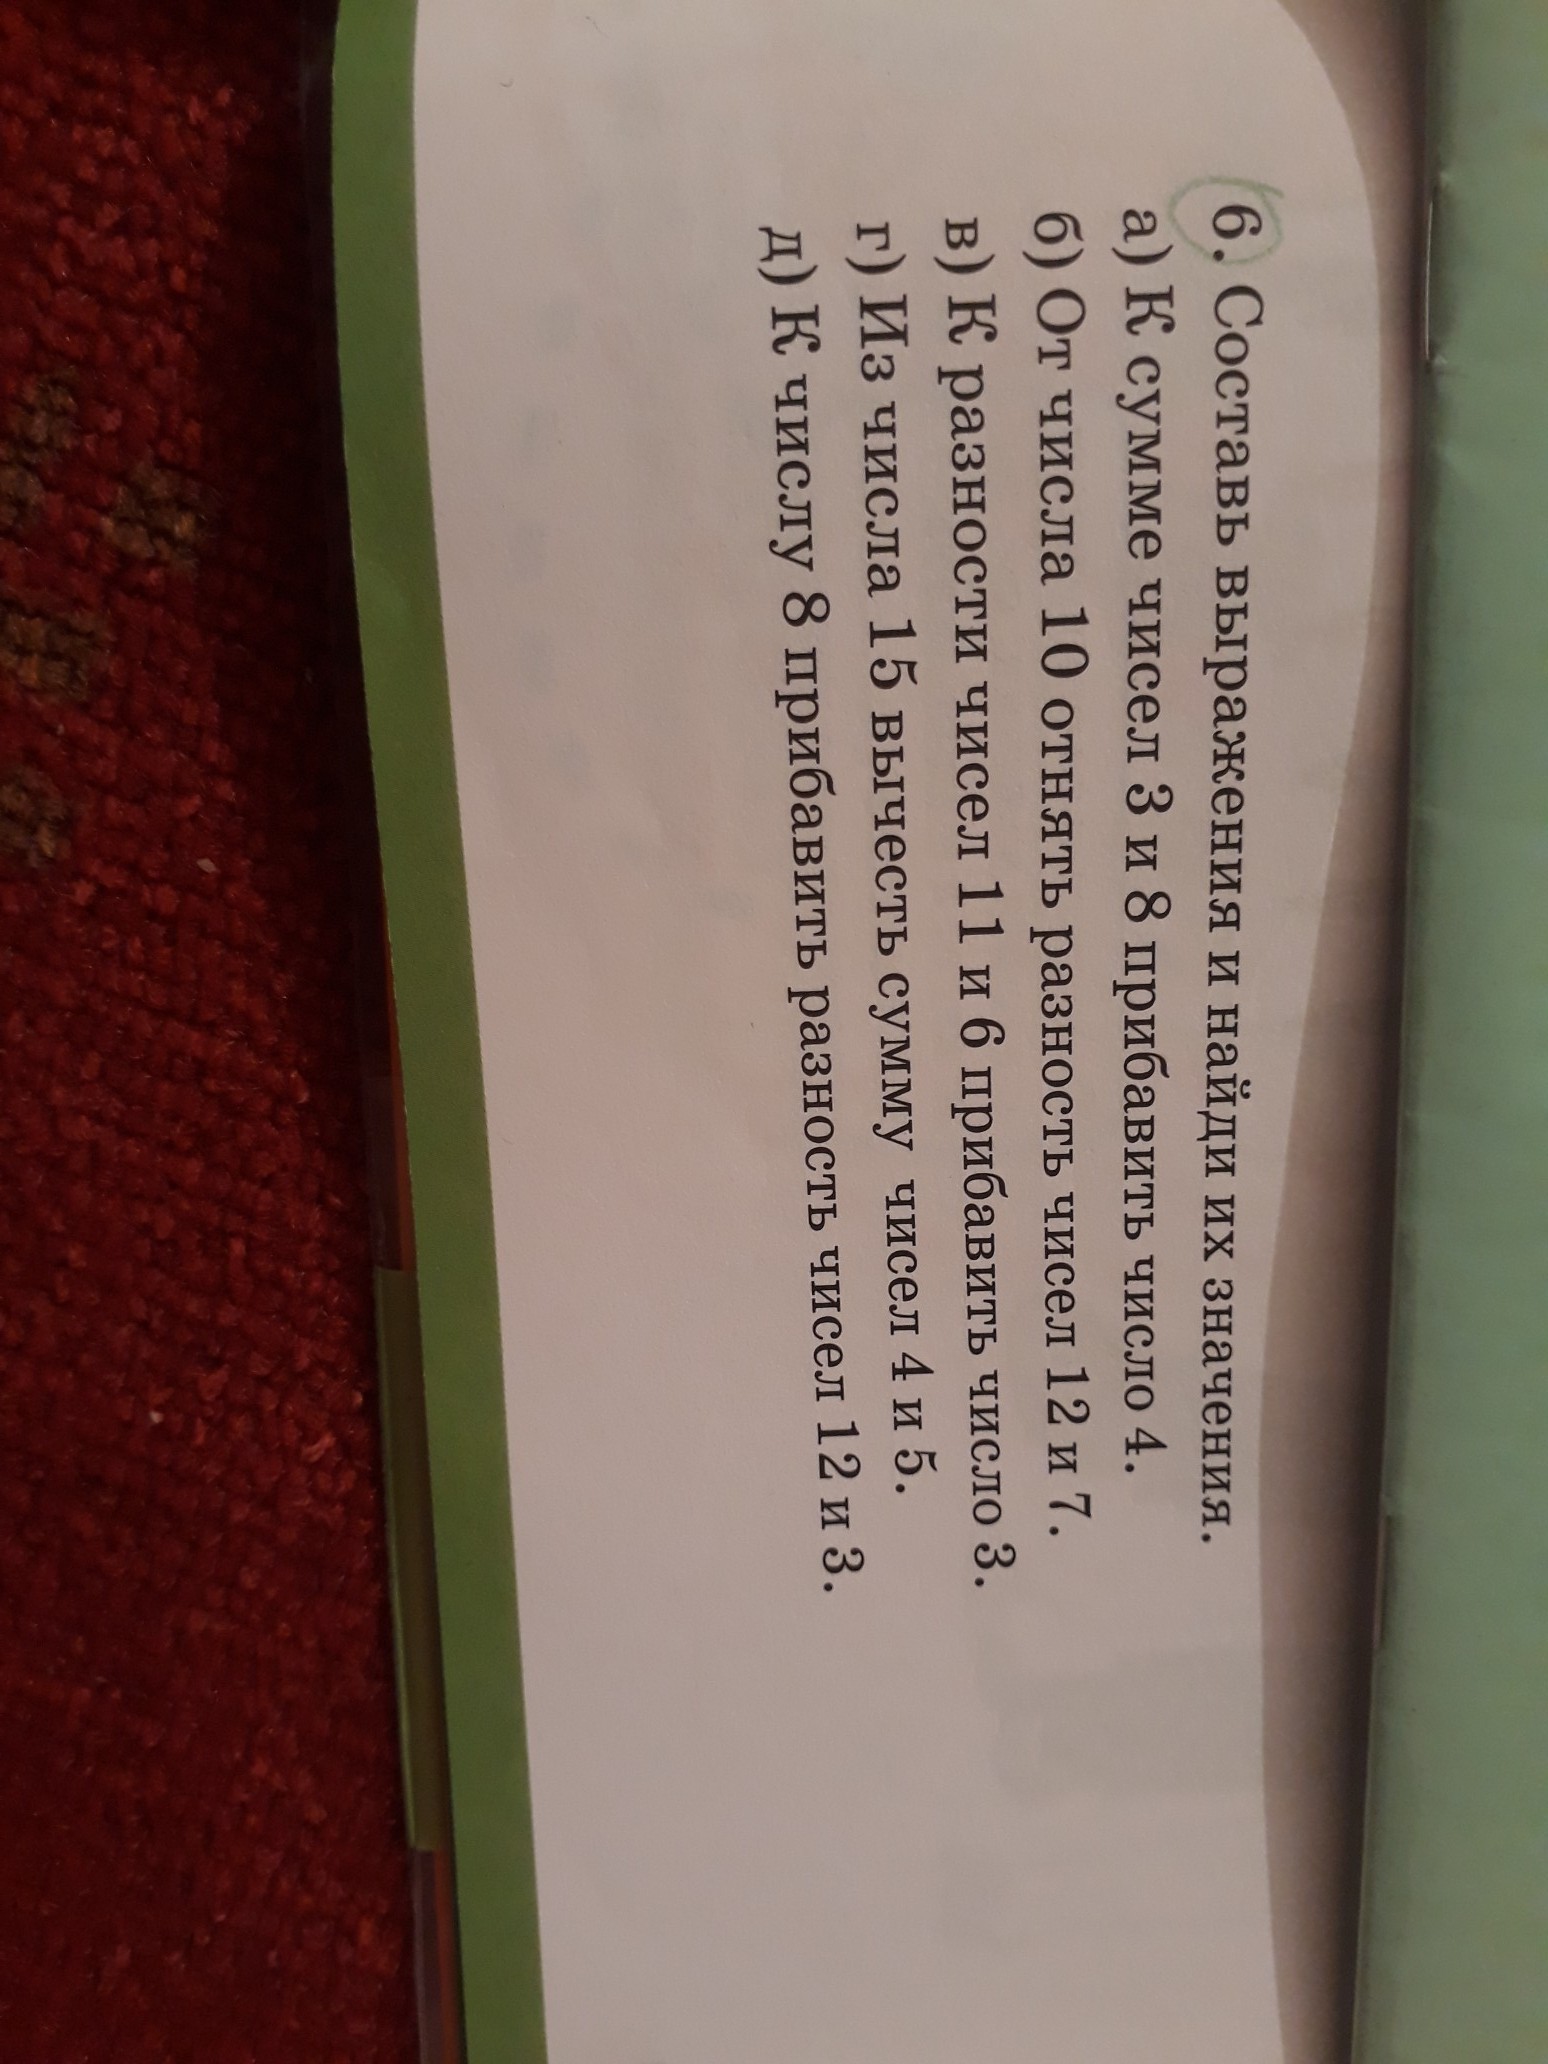 6. Составь выражения и найди их значения.
а) К сумме чисел 3 и 8 прибавить число 4.
б) От числа 10 отнять разность чисел 12 и 7.
в) К разности чисел 11 и 6 прибавить число 3.
г) Из числа 15 вычесть сумму чисел 4 и 5.
д) К числу 8 прибавить разность чисел 12 и 3.